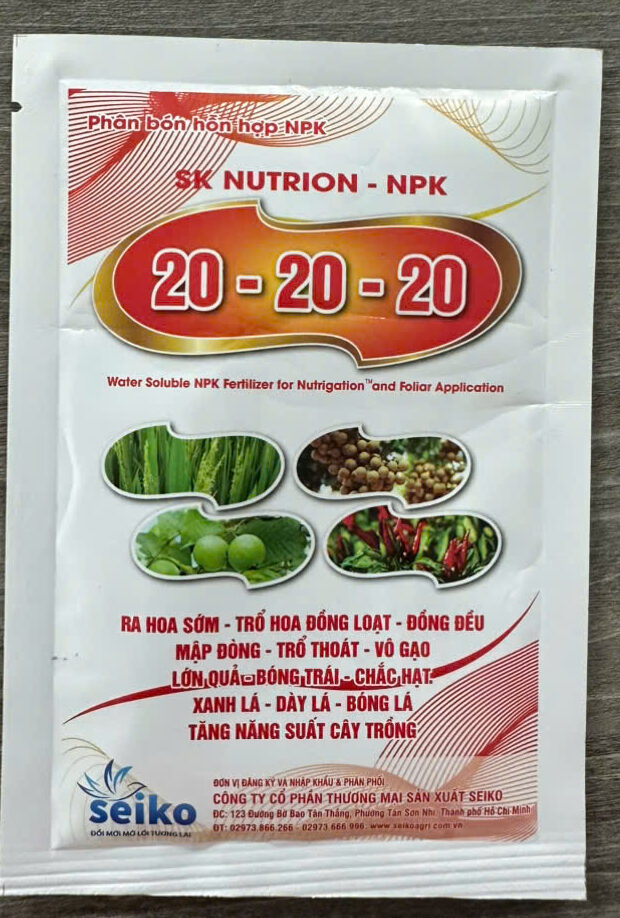 Phân bón hỗn hợp NPK
SK NUTRION - NPK
20 - 20 - 20
Water Soluble NPK Fertilizer for Nutrigation™ and Foliar Application
RA HOA SỚM - TRỔ HOA ĐỒNG LOẠT - ĐỒNG ĐỀU
MẬP ĐÒNG - TRỔ THOÁT - VÔ GẠO
LỚN QUẢ - BÓNG TRÁI - CHẮC HẠT
XANH LÁ - DÀY LÁ - BÓNG LÁ
TĂNG NĂNG SUẤT CÂY TRỒNG
seiko
ĐỔI MỚI MỞ LỐI TƯƠNG LAI
ĐƠN VỊ ĐĂNG KÝ VÀ NHẬP KHẨU & PHÂN PHỐI
CÔNG TY CỔ PHẦN THƯƠNG MẠI SẢN XUẤT SEIKO
ĐC: 123 Đường Bờ Bao Tân Thắng, Phường Tân Sơn Nhì, Thành phố Hồ Chí Minh
ĐT: 02973.866.266 - 02973 666 996 www.seikoagri.com.vn